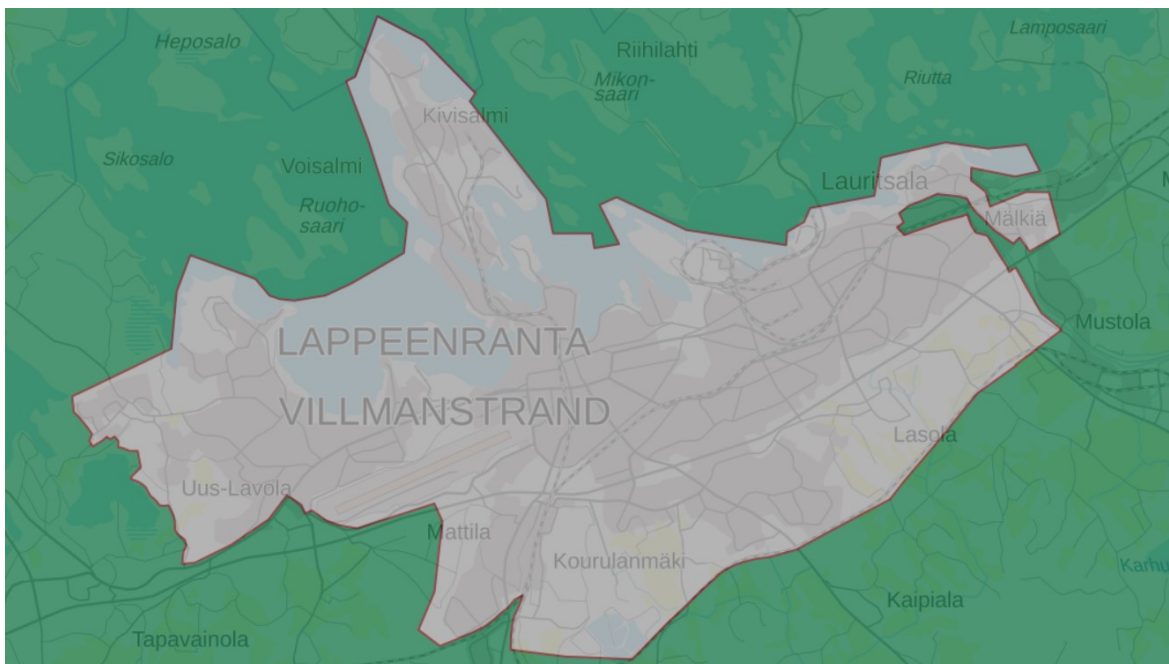 Heposalo
Riihilahti
Lamposaari
Mikon-
saari
Riutta
Kivisalmi
Sikosalo
Voisalmi
Lauritsala
Ruoho-
saari
Mälkiä
M
Mustola
LAPPEENRANTA
VILLMANSTRAND
Lasola
Uus-Lavola
Mattila
Kourulanmäki
Karhu
Kaipiala
Tapavainola